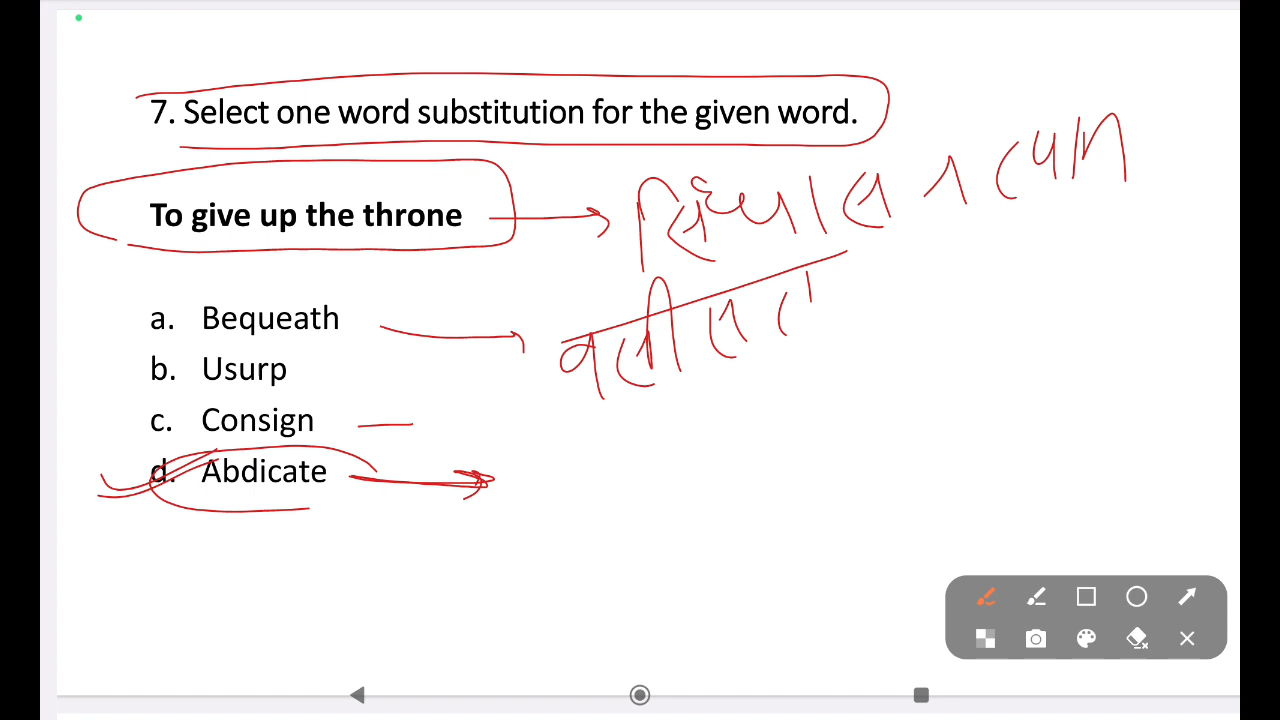 7. Select one word substitution for the given word.
To give up the throne
a. Bequeath
b. Usurp
c. Consign
d. Abdicate